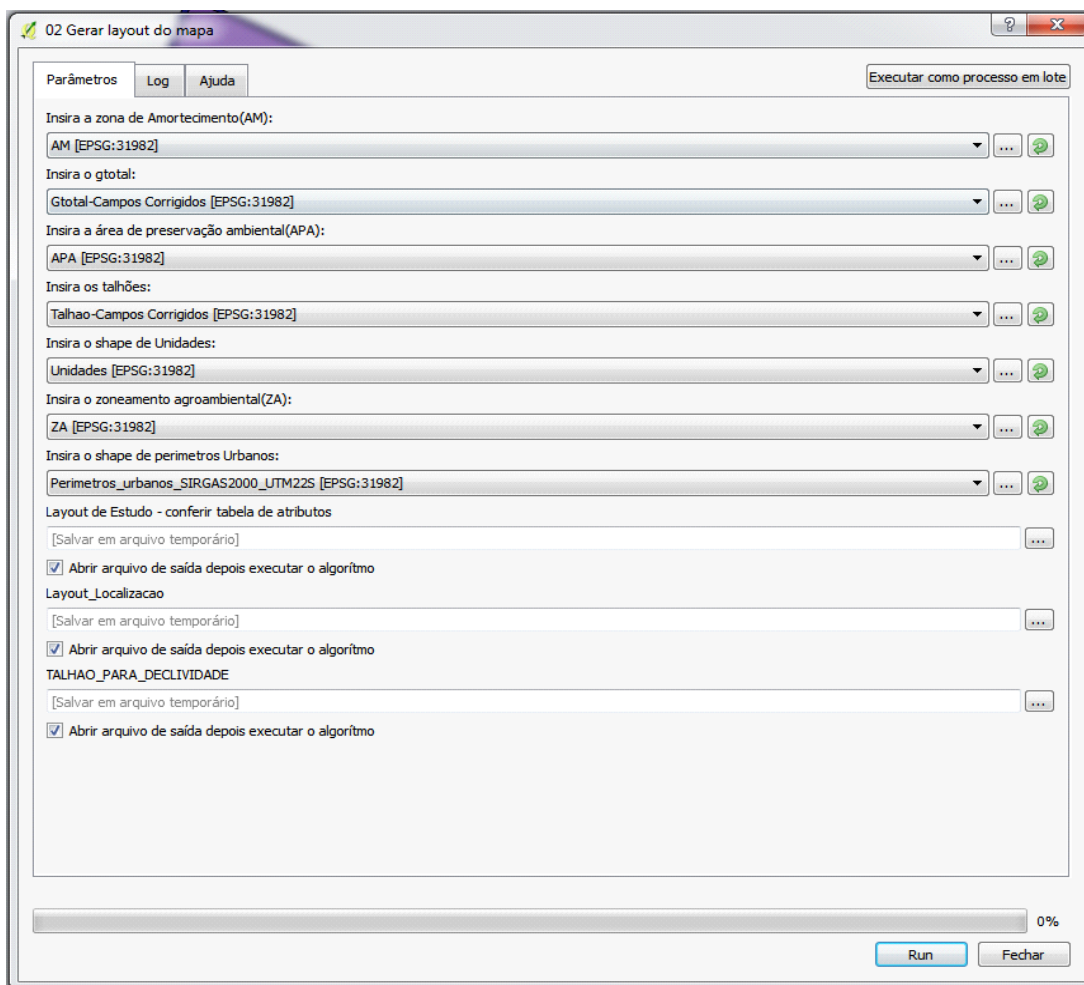 02 Gerar layout do mapa
Parâmetros
Log
Ajuda
Executar como processo em lote
Insira a zona de Amortecimento(AM):
AM [EPSG:31982]
...
Insira o gtotal:
Gtotal-Campos Corrigidos [EPSG:31982]
...
Insira a área de preservação ambiental(APA):
APA [EPSG:31982]
...
Insira os talhões:
Talhao-Campos Corrigidos [EPSG:31982]
...
Insira o shape de Unidades:
Unidades [EPSG:31982]
...
Insira o zoneamento agroambiental(ZA):
ZA [EPSG:31982]
...
Insira o shape de perimetros Urbanos:
Perimetros_urbanos_SIRGAS2000_UTM22S [EPSG:31982]
...
Layout de Estudo - conferir tabela de atributos
[Salvar em arquivo temporário]
...
Abrir arquivo de saída depois executar o algorítmo
Layout_Localizacao
[Salvar em arquivo temporário]
...
Abrir arquivo de saída depois executar o algorítmo
TALHAO_PARA_DECLIVIDADE
[Salvar em arquivo temporário]
...
Abrir arquivo de saída depois executar o algorítmo
0%
Run
Fechar